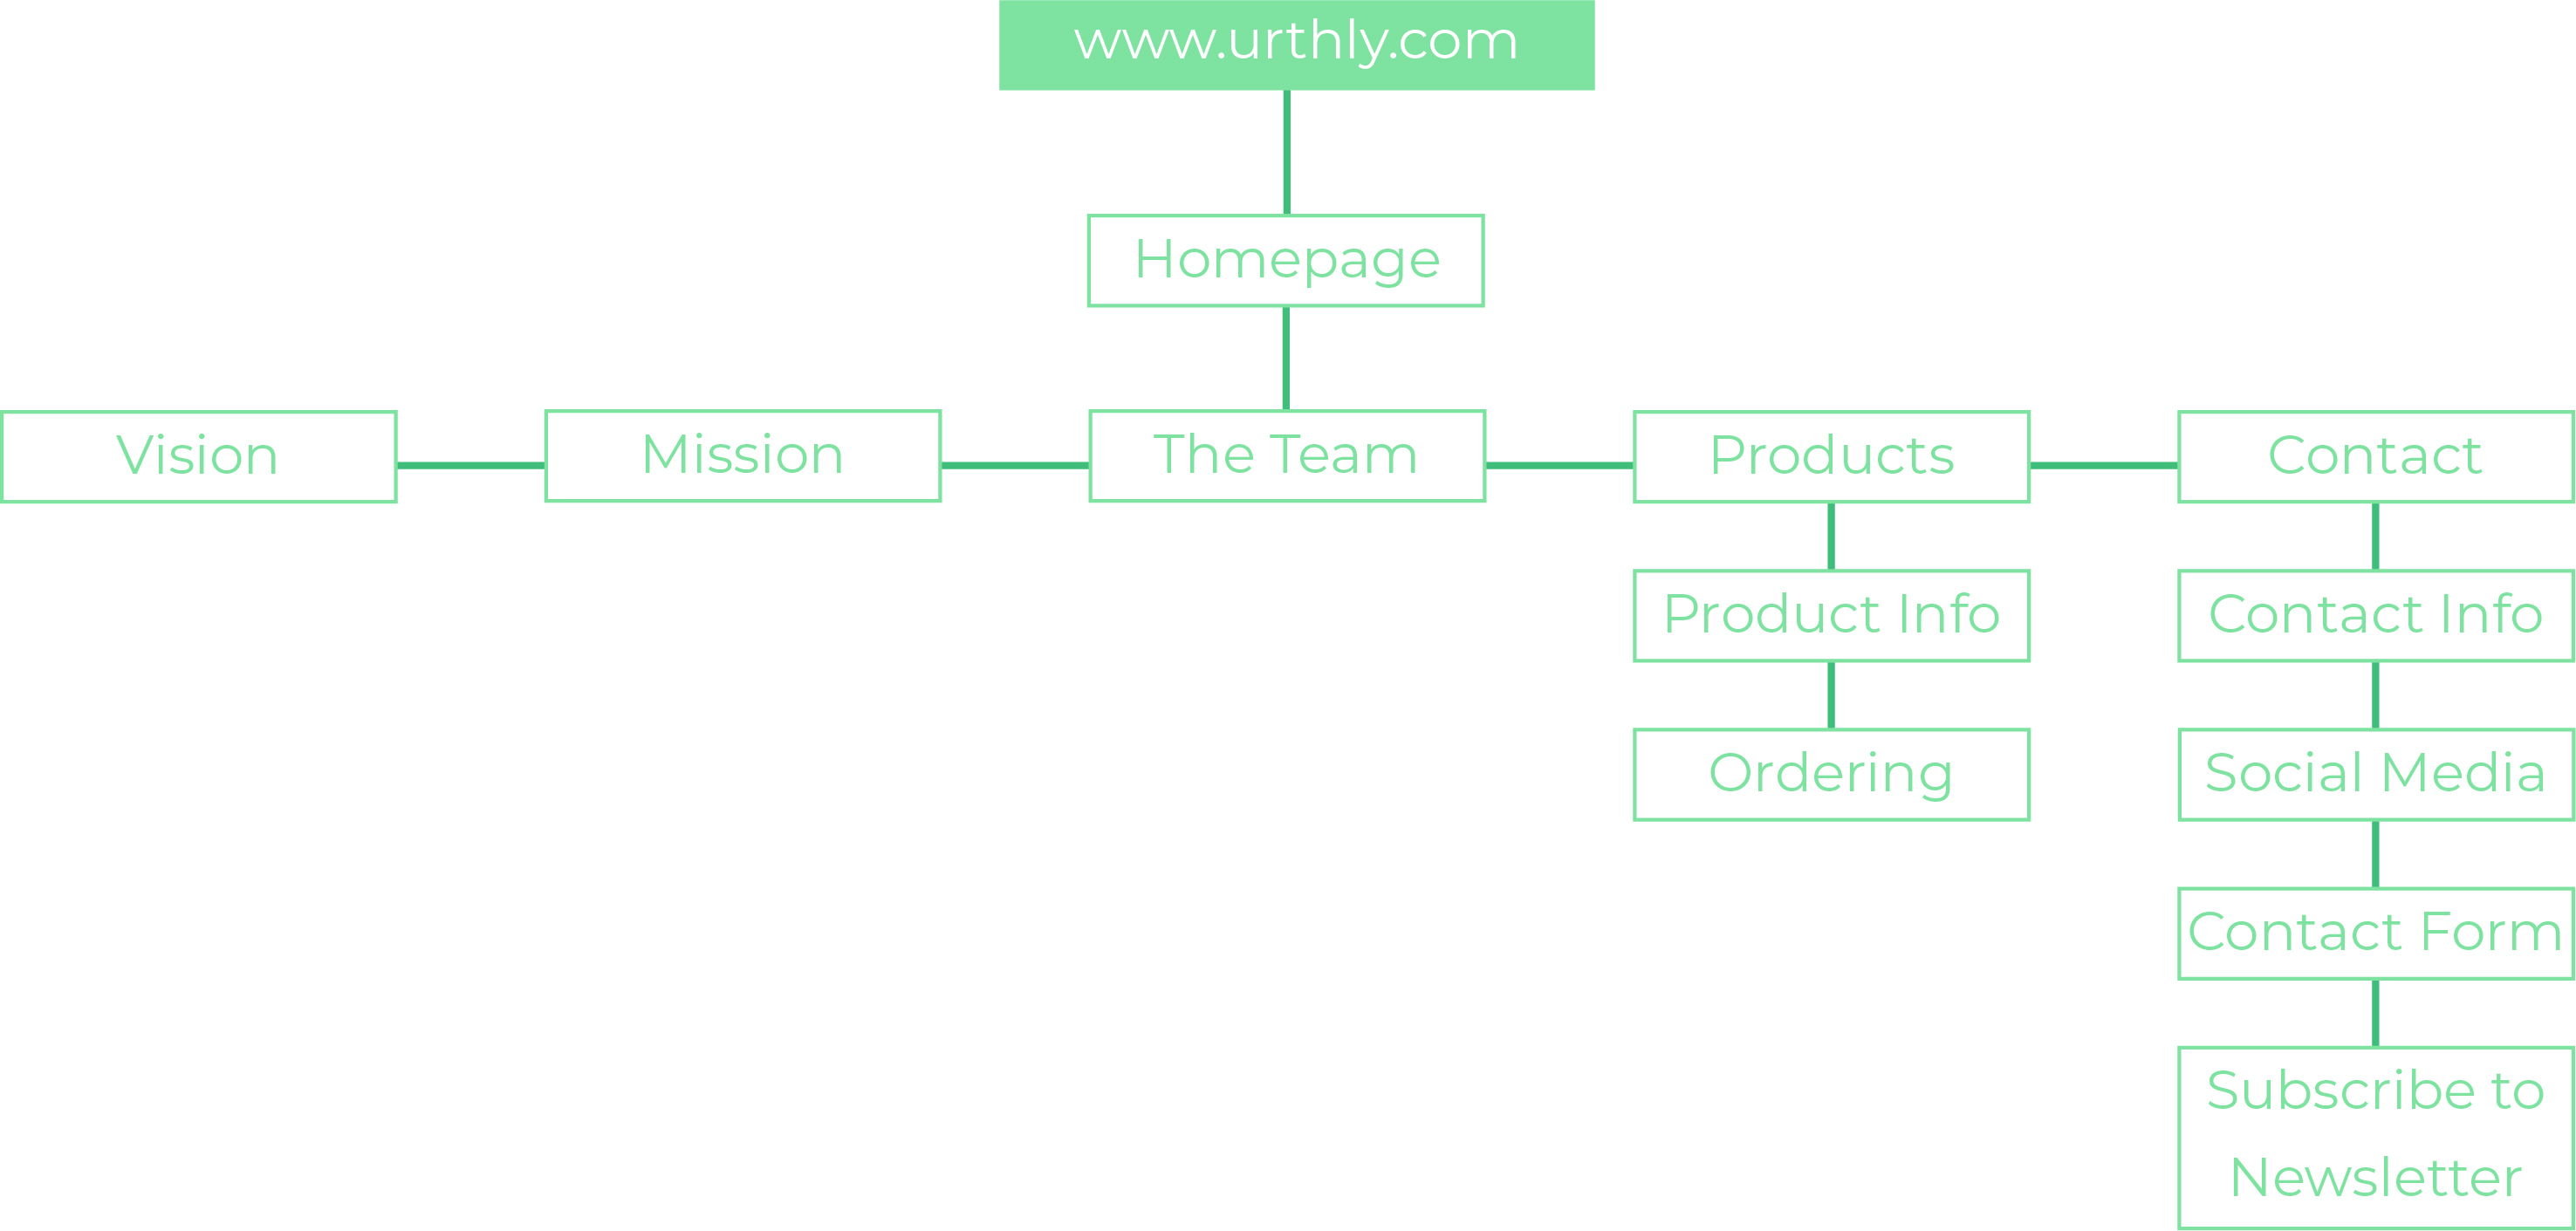 www.urthly.com
Homepage
Vision
Mission
The Team
Products
Contact
Product Info
Contact Info
Ordering
Social Media
Contact Form
Subscribe to
Newsletter